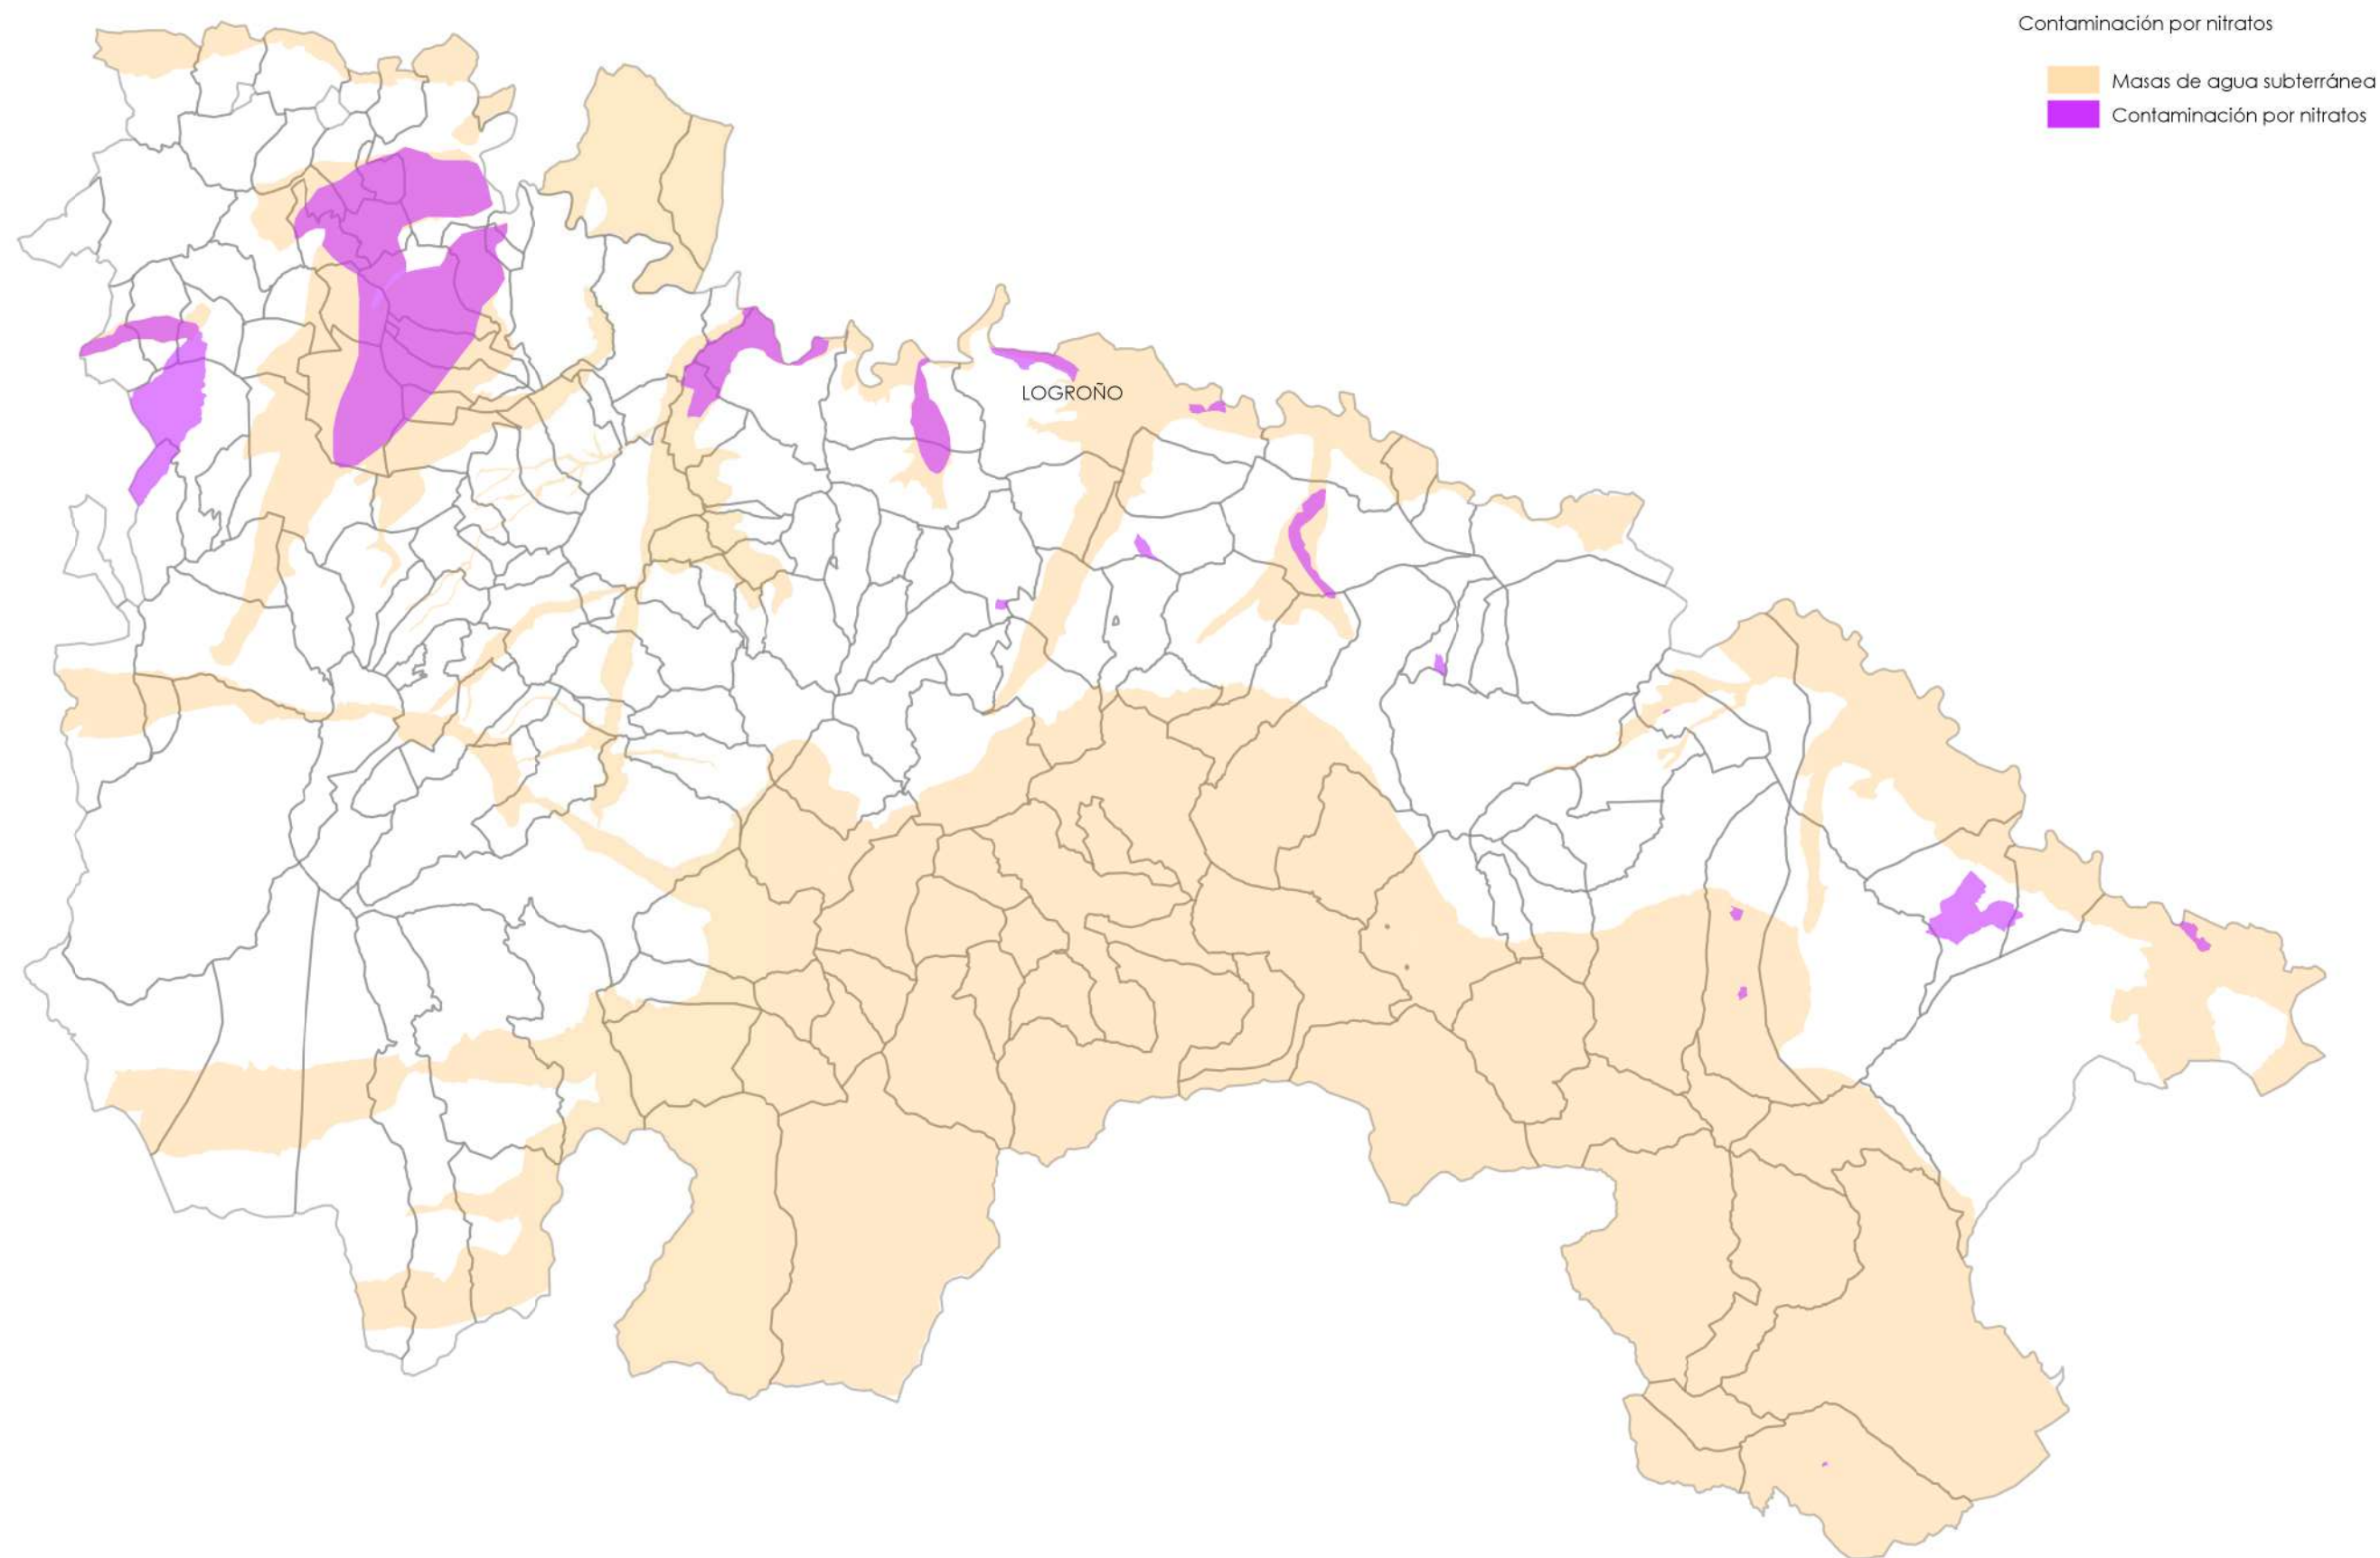 Contaminación por nitratos
Masas de agua subterránea
Contaminación por nitratos
LOGROÑO